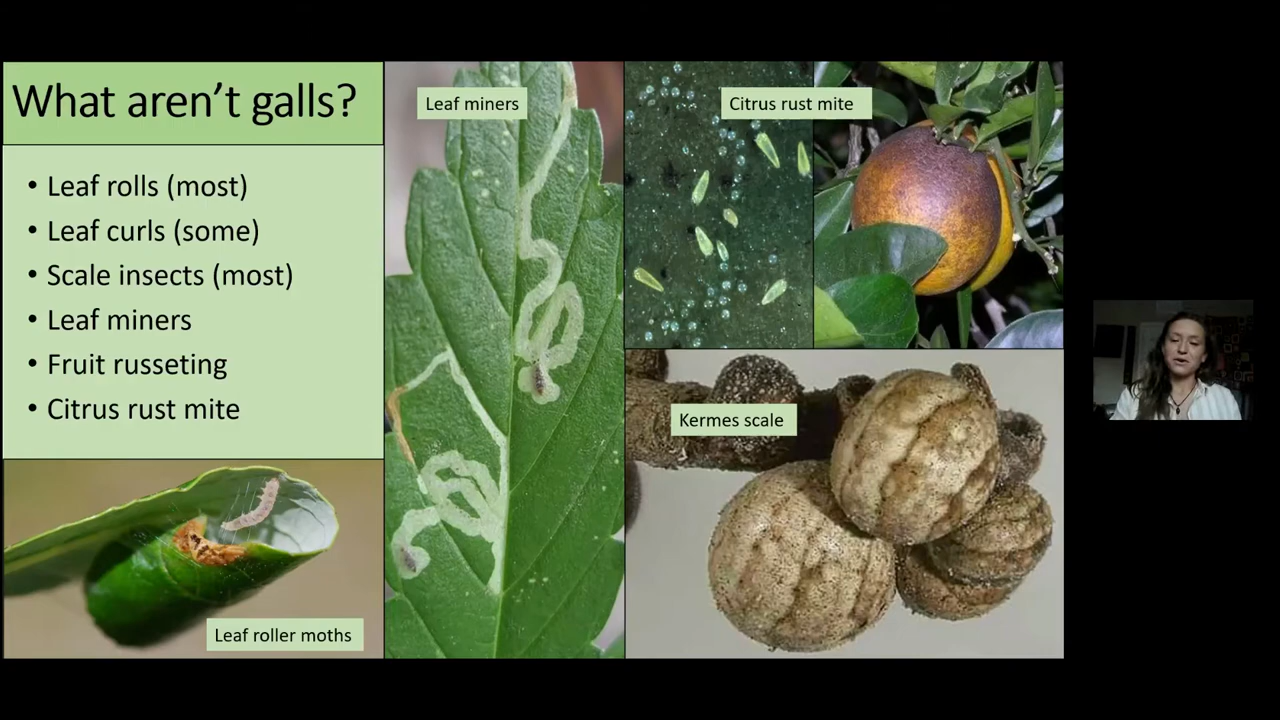 What aren't galls?
• Leaf rolls (most)
• Leaf curls (some)
• Scale insects (most)
• Leaf miners
• Fruit russeting
• Citrus rust mite
Leaf roller moths
Leaf miners
Citrus rust mite
Kermes scale